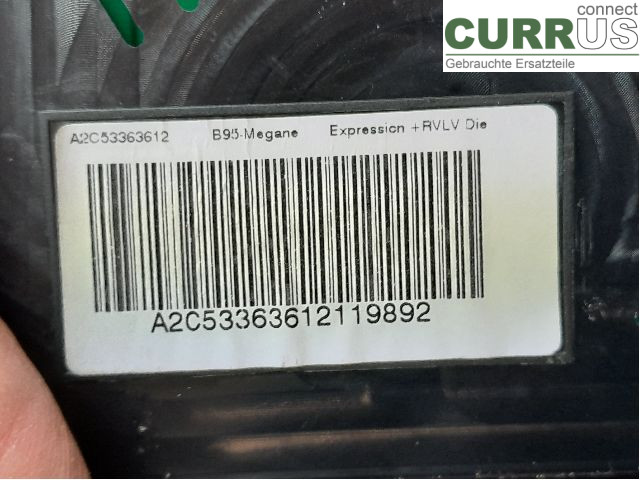 connect
CURRUS
Gebrauchte Ersatzteile
A2C53363612 B95-Megane Expression +RVLV Die
A2C53363612119892